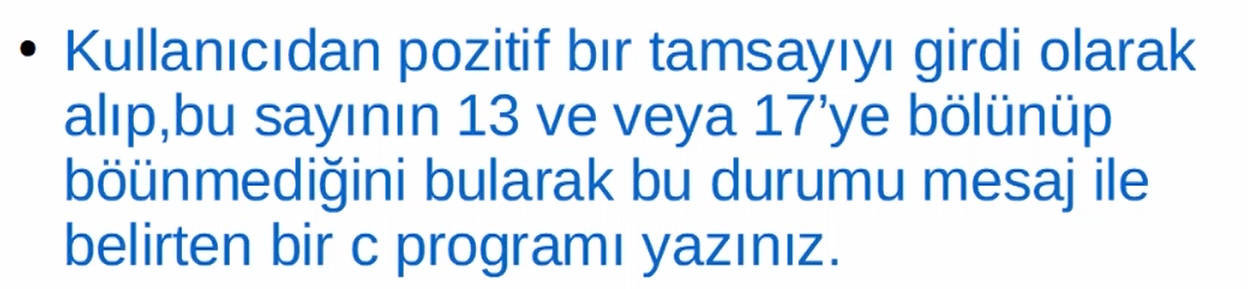 • Kullanıcıdan pozitif bır tamsayıyı girdi olarak
alıp,bu sayının 13 ve veya 17’ye bölünüp
böünmediğini bularak bu durumu mesaj ile
belirten bir c programı yazınız.